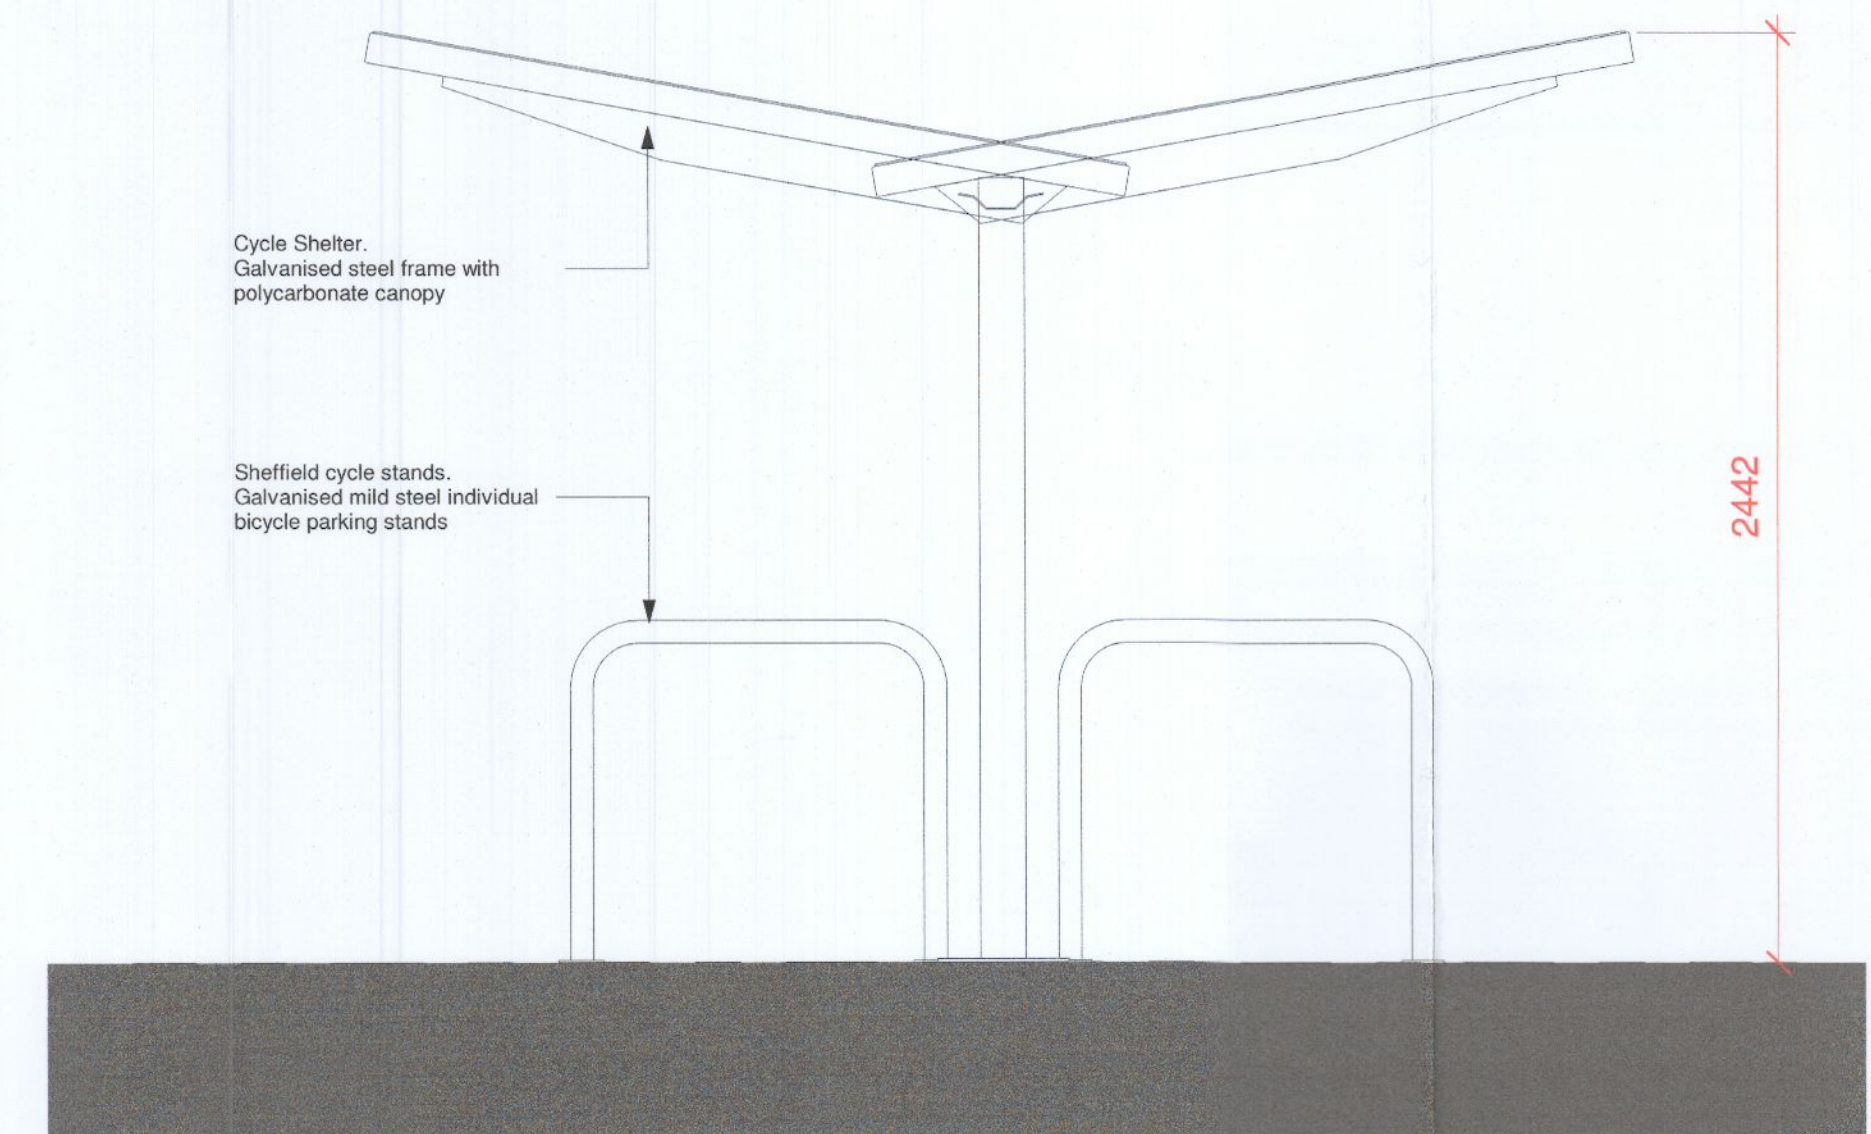 Cycle Shelter.
Galvanised steel frame with
polycarbonate canopy
Sheffield cycle stands.
Galvanised mild steel individual
bicycle parking stands
2442